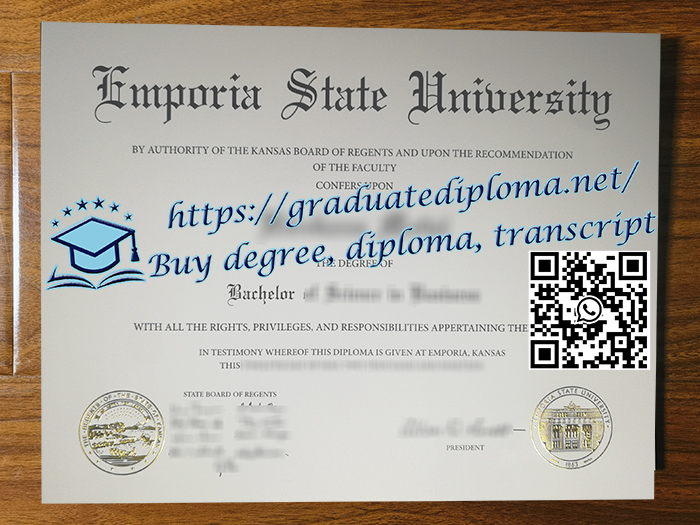 Emporia State University
BY AUTHORITY OF THE KANSAS BOARD OF REGENTS AND UPON THE RECOMMENDATION
OF THE FACULTY
CONFERS UPON
https://graduatediploma.net/
Buy degree, diploma, transcript
THE DEGREE OF
Bachelor
WITH ALL THE RIGHTS, PRIVILEGES, AND RESPONSIBILITIES APPERTAINING THE
IN TESTIMONY WHEREOF THIS DIPLOMA IS GIVEN AT EMPORIA, KANSAS
THIS
STATE BOARD OF REGENTS
PRESIDENT
STATE UNIVERSITY
1863